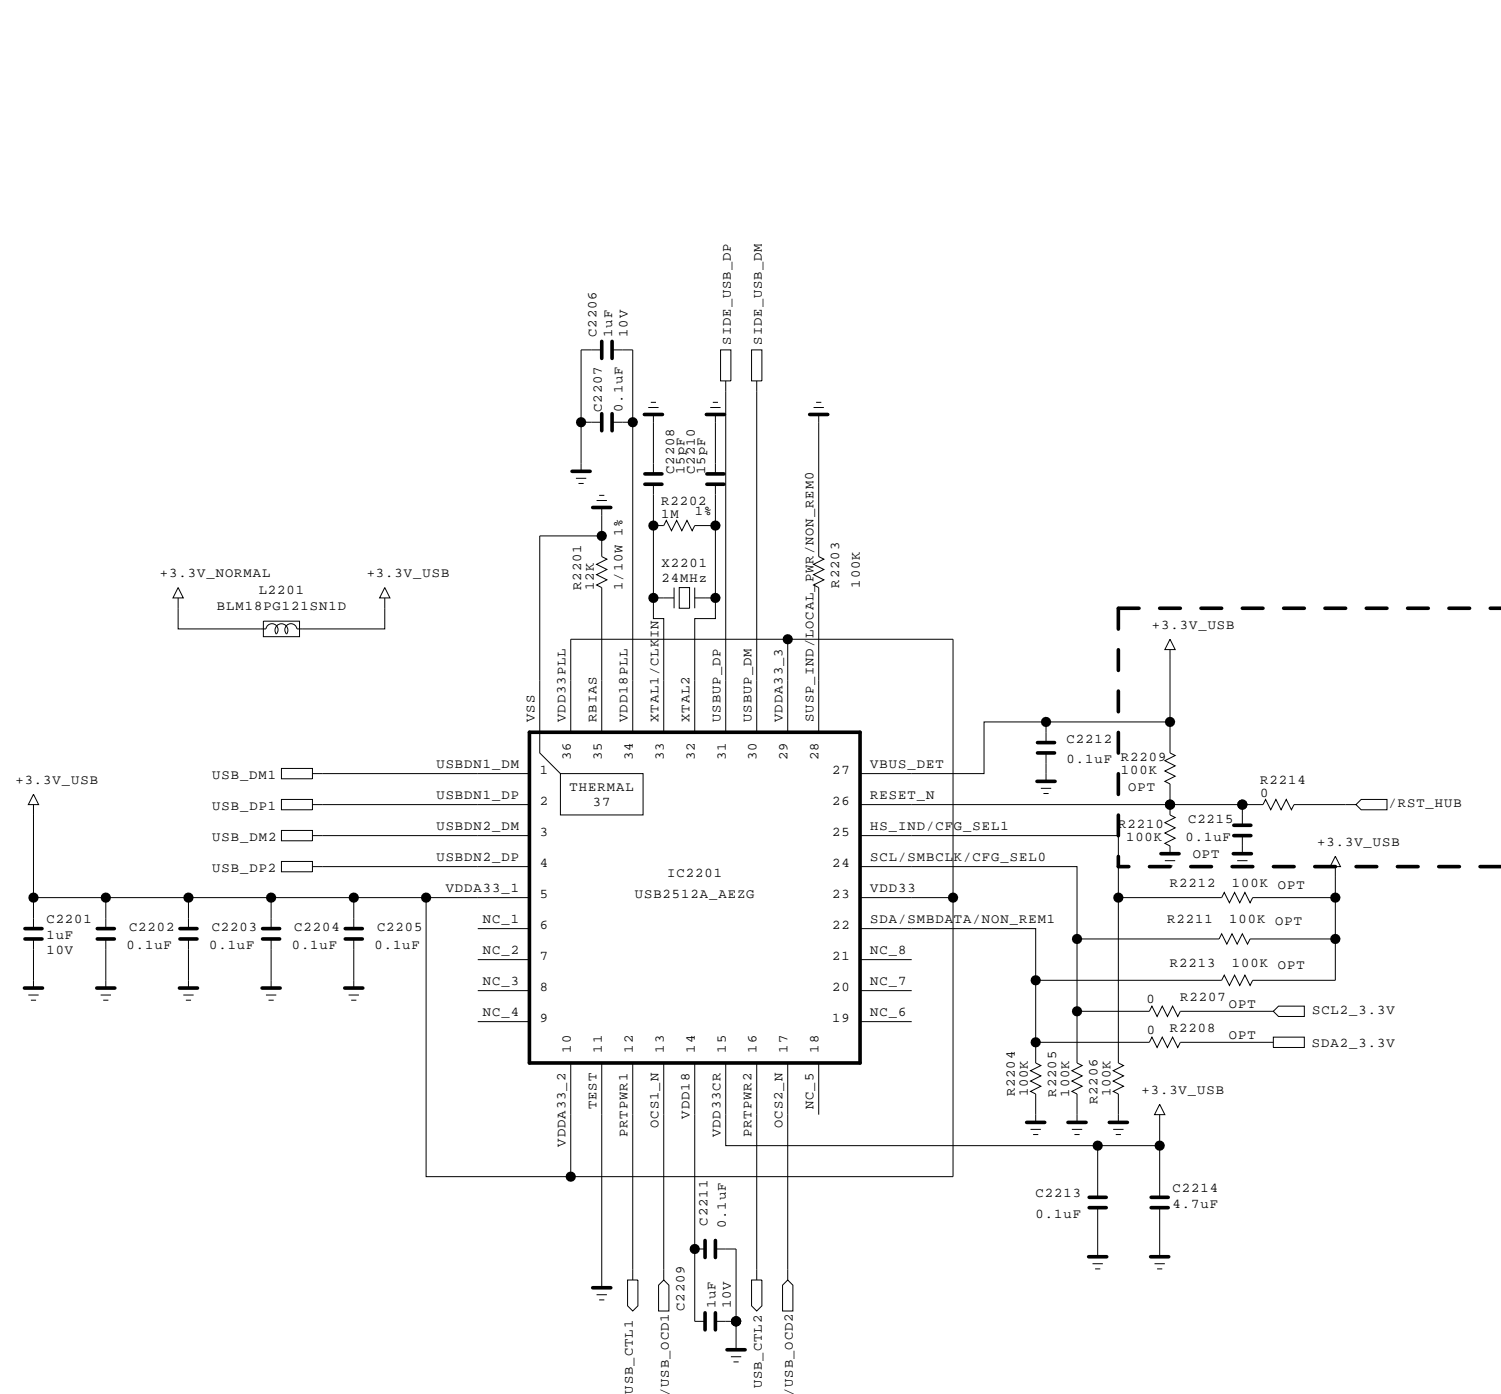 SIDE_USB_DP
SIDE_USB_DM
C2206
1uF
10V
C2207
0.1uF
C2208
15pF
C2210
15pF
R2202
1M
1%
R2201
12K
1/10W 1%
X2201
24MHz
R2203
100K
+3.3V_NORMAL
+3.3V_USB
L2201
BLM18PG121SN1D
VSS
VDD33PLL
RBIAS
VDD18PLL
XTAL1/CLKIN
XTAL2
USBUP_DP
USBUP_DM
VDDA33_3
SUSP_IND/LOCAL_PWR/NON_REM0
36
35
34
33
32
31
30
29
28
+3.3V_USB
USB_DM1
USBDN1_DM
1
USB_DP1
USBDN1_DP
2
USB_DM2
USBDN2_DM
3
USB_DP2
USBDN2_DP
4
VDDA33_1
5
NC_1
6
NC_2
7
NC_3
8
NC_4
9
C2201
1uF
10V
C2202
0.1uF
C2203
0.1uF
C2204
0.1uF
C2205
0.1uF
THERMAL
37
IC2201
USB2512A_AEZG
27
VBUS_DET
26
RESET_N
25
HS_IND/CFG_SEL1
24
SCL/SMBCLK/CFG_SEL0
23
VDD33
22
SDA/SMBDATA/NON_REM1
21
NC_8
20
NC_7
19
NC_6
10
11
12
13
14
15
16
17
18
VDDA33_2
TEST
PRTPWR1
OCS1_N
VDD18
VDD33CR
PRTPWR2
OCS2_N
NC_5
+3.3V_USB
C2212
0.1uF
R2209
100K
OPT
R2214
0
/RST_HUB
R2210
100K
C2215
0.1uF
OPT
+3.3V_USB
R2212 100K OPT
R2211 100K OPT
R2213 100K OPT
0 R2207 OPT
SCL2_3.3V
0 R2208 OPT
SDA2_3.3V
R2204
100K
R2205
100K
R2206
100K
+3.3V_USB
C2213
0.1uF
C2214
4.7uF
C2211
0.1uF
C2209
1uF
10V
USB_CTL1
/USB_OCD1
USB_CTL2
/USB_OCD2